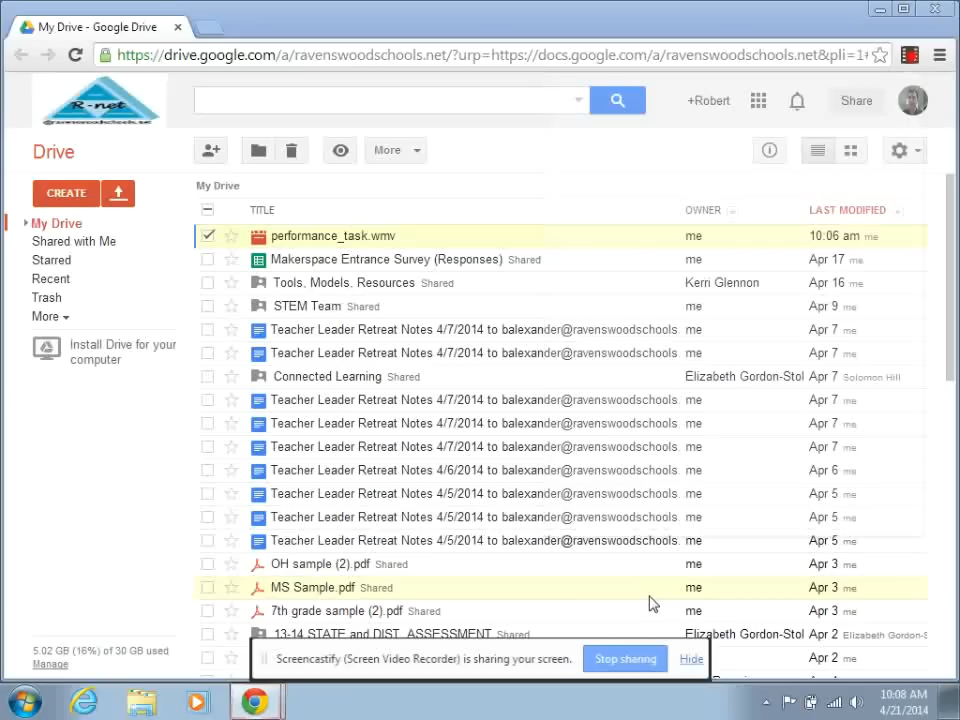 My Drive - Google Drive
https://drive.google.com/a/ravenswoodschools.net/?urp=https://docs.google.com/a/ravenswoodschools.net&pli=1#
R-net
+Robert
Share
Drive
More
CREATE
My Drive
Shared with Me
Starred
Recent
Trash
More
Install Drive for your
computer
5.02 GB (16%) of 30 GB used
Manage
My Drive
TITLE OWNER LAST MODIFIED
performance_task.wmv me 10:06 am me
Makerspace Entrance Survey (Responses) Shared me Apr 17 me
Tools, Models, Resources Shared Kerri Glennon Apr 16 me
STEM Team Shared me Apr 9 me
Teacher Leader Retreat Notes 4/7/2014 to balexander@ravenswoodschools. me Apr 7 me
Teacher Leader Retreat Notes 4/7/2014 to balexander@ravenswoodschools. me Apr 7 me
Connected Learning Shared Elizabeth Gordon-Stol Apr 7 Solomon Hill
Teacher Leader Retreat Notes 4/7/2014 to balexander@ravenswoodschools. me Apr 7 me
Teacher Leader Retreat Notes 4/7/2014 to balexander@ravenswoodschools. me Apr 7 me
Teacher Leader Retreat Notes 4/7/2014 to balexander@ravenswoodschools. me Apr 7 me
Teacher Leader Retreat Notes 4/6/2014 to balexander@ravenswoodschools. me Apr 6 me
Teacher Leader Retreat Notes 4/5/2014 to balexander@ravenswoodschools. me Apr 5 me
Teacher Leader Retreat Notes 4/5/2014 to balexander@ravenswoodschools. me Apr 5 me
Teacher Leader Retreat Notes 4/5/2014 to balexander@ravenswoodschools. me Apr 5 me
OH sample (2).pdf Shared me Apr 3 me
MS Sample.pdf Shared me Apr 3 me
7th grade sample (2).pdf Shared me Apr 3 me
13-14 STATE and DIST. ASSESSMENT Shared Elizabeth Gordon-Stol Apr 2 Elizabeth Gordon-S
Apr 2 me
Screencastify (Screen Video Recorder) is sharing your screen. Stop sharing Hide
10:08 AM
4/21/2014